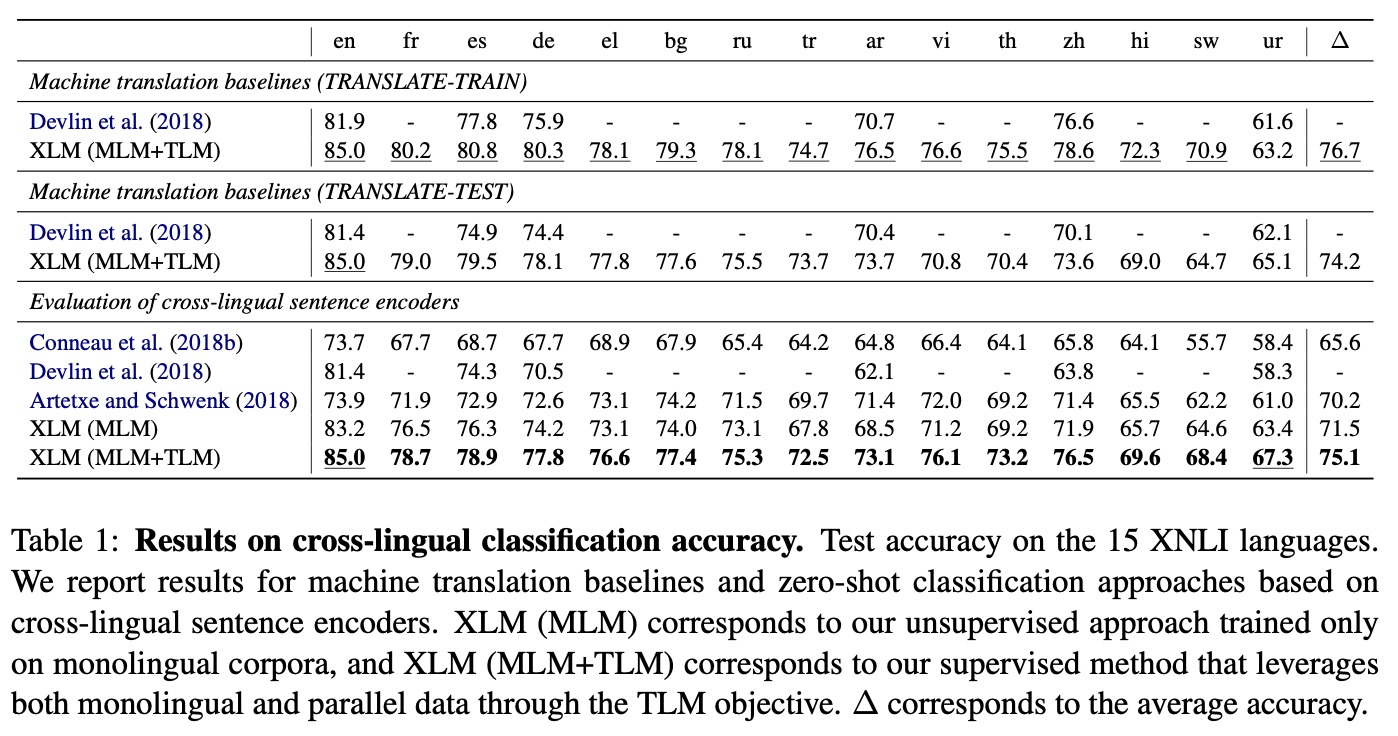 en fr es de el bg ru tr ar vi th zh hi sw ur Δ
Machine translation baselines (TRANSLATE-TRAIN)
Devlin et al. (2018) 81.9 - 77.8 75.9 - - - - 70.7 - - 76.6 - - 61.6 -
XLM (MLM+TLM) 85.0 80.2 80.8 80.3 78.1 79.3 78.1 74.7 76.5 76.6 75.5 78.6 72.3 70.9 63.2 76.7
Machine translation baselines (TRANSLATE-TEST)
Devlin et al. (2018) 81.4 - 74.9 74.4 - - - - 70.4 - - 70.1 - - 62.1 -
XLM (MLM+TLM) 85.0 79.0 79.5 78.1 77.8 77.6 75.5 73.7 73.7 70.8 70.4 73.6 69.0 64.7 65.1 74.2
Evaluation of cross-lingual sentence encoders
Conneau et al. (2018b) 73.7 67.7 68.7 67.7 68.9 67.9 65.4 64.2 64.8 66.4 64.1 65.8 64.1 55.7 58.4 65.6
Devlin et al. (2018) 81.4 - 74.3 70.5 - - - - 62.1 - - 63.8 - - 58.3 -
Artetxe and Schwenk (2018) 73.9 71.9 72.9 72.6 73.1 74.2 71.5 69.7 71.4 72.0 69.2 71.4 65.5 62.2 61.0 70.2
XLM (MLM) 83.2 76.5 76.3 74.2 73.1 74.0 73.1 67.8 68.5 71.2 69.2 71.9 65.7 64.6 63.4 71.5
XLM (MLM+TLM) 85.0 78.7 78.9 77.8 76.6 77.4 75.3 72.5 73.1 76.1 73.2 76.5 69.6 68.4 67.3 75.1
Table 1: Results on cross-lingual classification accuracy. Test accuracy on the 15 XNLI languages.
We report results for machine translation baselines and zero-shot classification approaches based on
cross-lingual sentence encoders. XLM (MLM) corresponds to our unsupervised approach trained only
on monolingual corpora, and XLM (MLM+TLM) corresponds to our supervised method that leverages
both monolingual and parallel data through the TLM objective. Δ corresponds to the average accuracy.